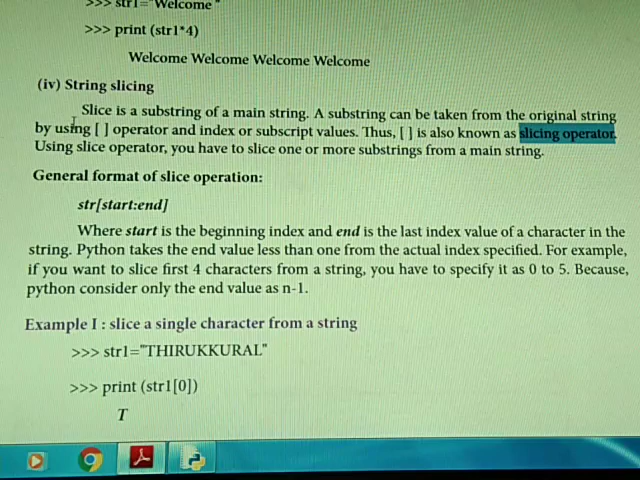 >>> str1="Welcome "
>>> print (str1*4)
Welcome Welcome Welcome Welcome
(iv) String slicing
Slice is a substring of a main string. A substring can be taken from the original string
by using [ ] operator and index or subscript values. Thus, [ ] is also known as slicing operator.
Using slice operator, you have to slice one or more substrings from a main string.
General format of slice operation:
str[start:end]
Where start is the beginning index and end is the last index value of a character in the
string. Python takes the end value less than one from the actual index specified. For example,
if you want to slice first 4 characters from a string, you have to specify it as 0 to 5. Because,
python consider only the end value as n-1.
Example I : slice a single character from a string
>>> str1="THIRUKKURAL"
>>> print (str1[0])
T